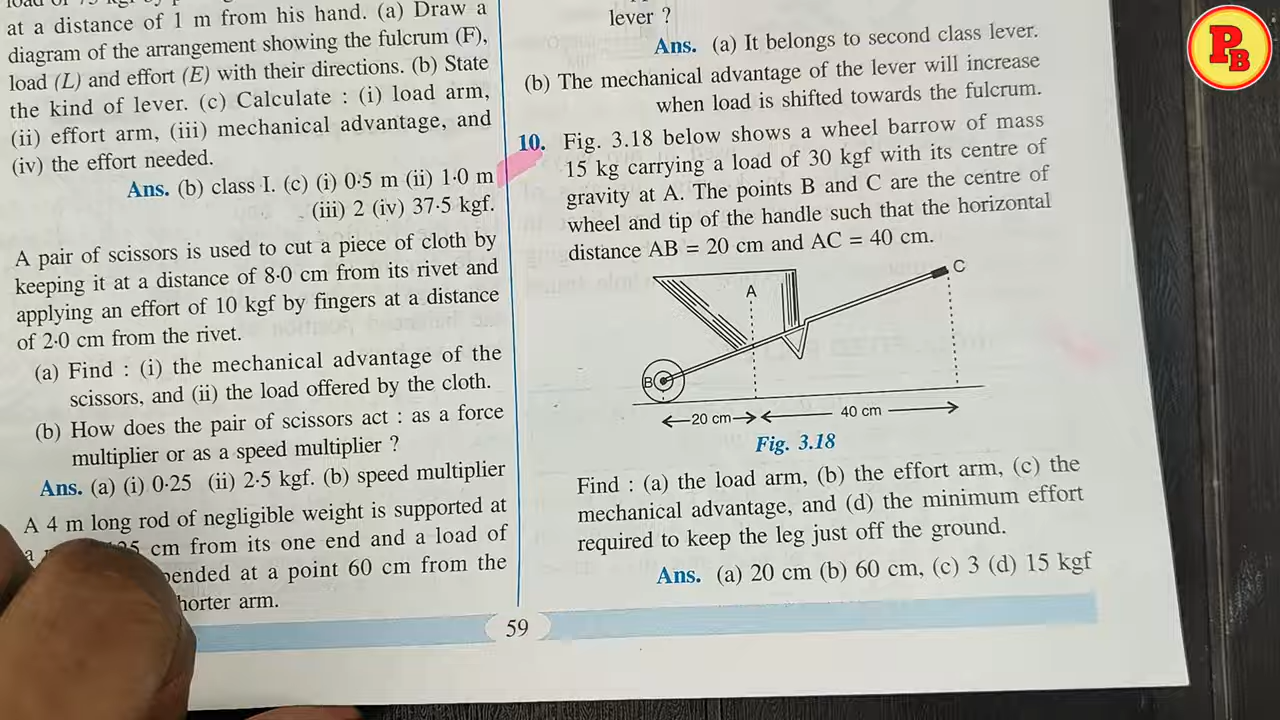 at a distance of 1 m from his hand. (a) Draw a
diagram of the arrangement showing the fulcrum (F),
load (L) and effort (E) with their directions. (b) State
the kind of lever. (c) Calculate : (i) load arm,
(ii) effort arm, (iii) mechanical advantage, and
(iv) the effort needed.
Ans. (b) class I. (c) (i) 0·5 m (ii) 1·0 m
(iii) 2 (iv) 37·5 kgf.
A pair of scissors is used to cut a piece of cloth by
keeping it at a distance of 8·0 cm from its rivet and
applying an effort of 10 kgf by fingers at a distance
of 2·0 cm from the rivet.
(a) Find : (i) the mechanical advantage of the
scissors, and (ii) the load offered by the cloth.
(b) How does the pair of scissors act : as a force
multiplier or as a speed multiplier ?
Ans. (a) (i) 0·25 (ii) 2·5 kgf. (b) speed multiplier
A 4 m long rod of negligible weight is supported at
cm from its one end and a load of
at a point 60 cm from the
arm.
lever ?
Ans. (a) It belongs to second class lever.
(b) The mechanical advantage of the lever will increase
when load is shifted towards the fulcrum.
10. Fig. 3.18 below shows a wheel barrow of mass
15 kg carrying a load of 30 kgf with its centre of
gravity at A. The points B and C are the centre of
wheel and tip of the handle such that the horizontal
distance AB = 20 cm and AC = 40 cm.
A
C
B
20 cm
40 cm
Fig. 3.18
Find : (a) the load arm, (b) the effort arm, (c) the
mechanical advantage, and (d) the minimum effort
required to keep the leg just off the ground.
Ans. (a) 20 cm (b) 60 cm, (c) 3 (d) 15 kgf
59
PB